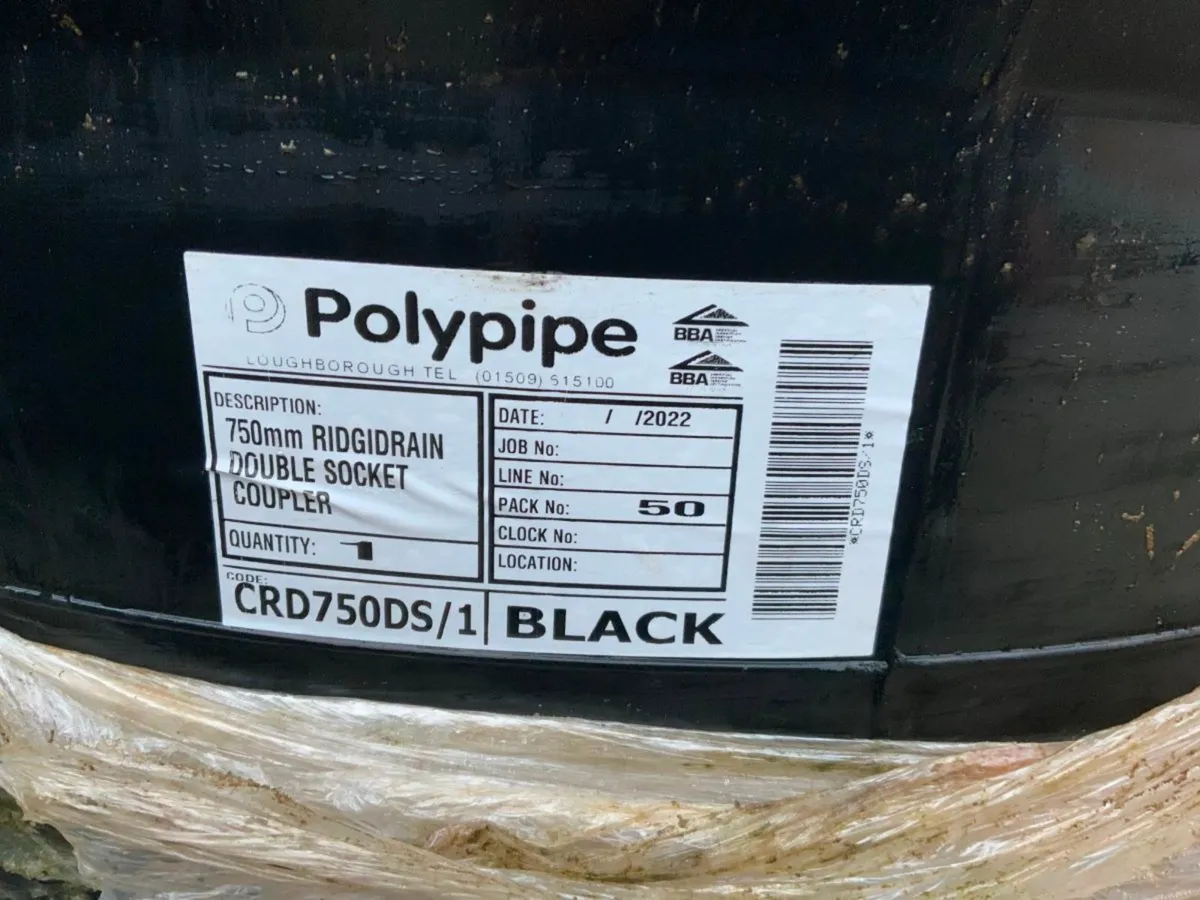 Polypipe
BBA
BBA
LOUGHBOROUGH TEL (01509) 615100
DESCRIPTION:
750mm RIDGIDRAIN
DOUBLE SOCKET
COUPLER
QUANTITY: 1
DATE: / /2022
JOB No:
LINE No:
PACK No: 50
CLOCK No:
LOCATION:
CODE:
CRD750DS/1
BLACK
*CRD750DS/1*